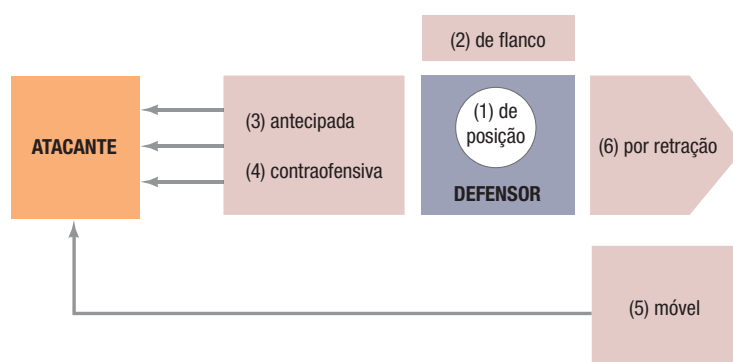 (2) de flanco
ATACANTE
(3) antecipada
(4) contraofensiva
(1) de
posição
DEFENSOR
(6) por retração
(5) móvel